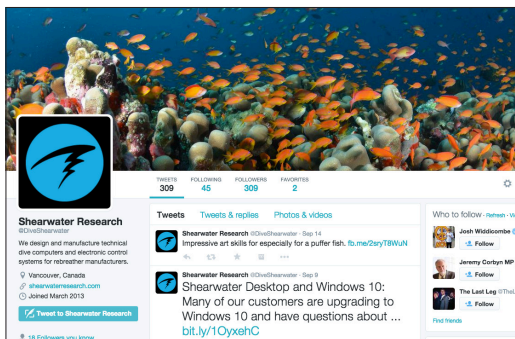 TWEETS FOLLOWING FOLLOWERS FAVORITES
309 45 309 2
Shearwater Research
@DiveShearwater
We design and manufacture technical
dive computers and electronic control
systems for rebreather manufacturers.
Vancouver, Canada
shearwaterresearch.com
Joined March 2013
Tweet to Shearwater Research
18 Followers you know
Tweets Tweets & replies Photos & videos
Shearwater Research @DiveShearwater · Sep 14
Impressive art skills for especially for a puffer fish. fb.me/2sryT8WuN
Shearwater Research @DiveShearwater · Sep 9
Shearwater Desktop and Windows 10:
Many of our customers are upgrading to
Windows 10 and have questions about ...
bit.ly/1OyxehC
Who to follow · Refresh ·
Josh Widdicombe
Follow
Jeremy Corbyn MP
Follow
The Last Leg @TheL
Follow
Find friends